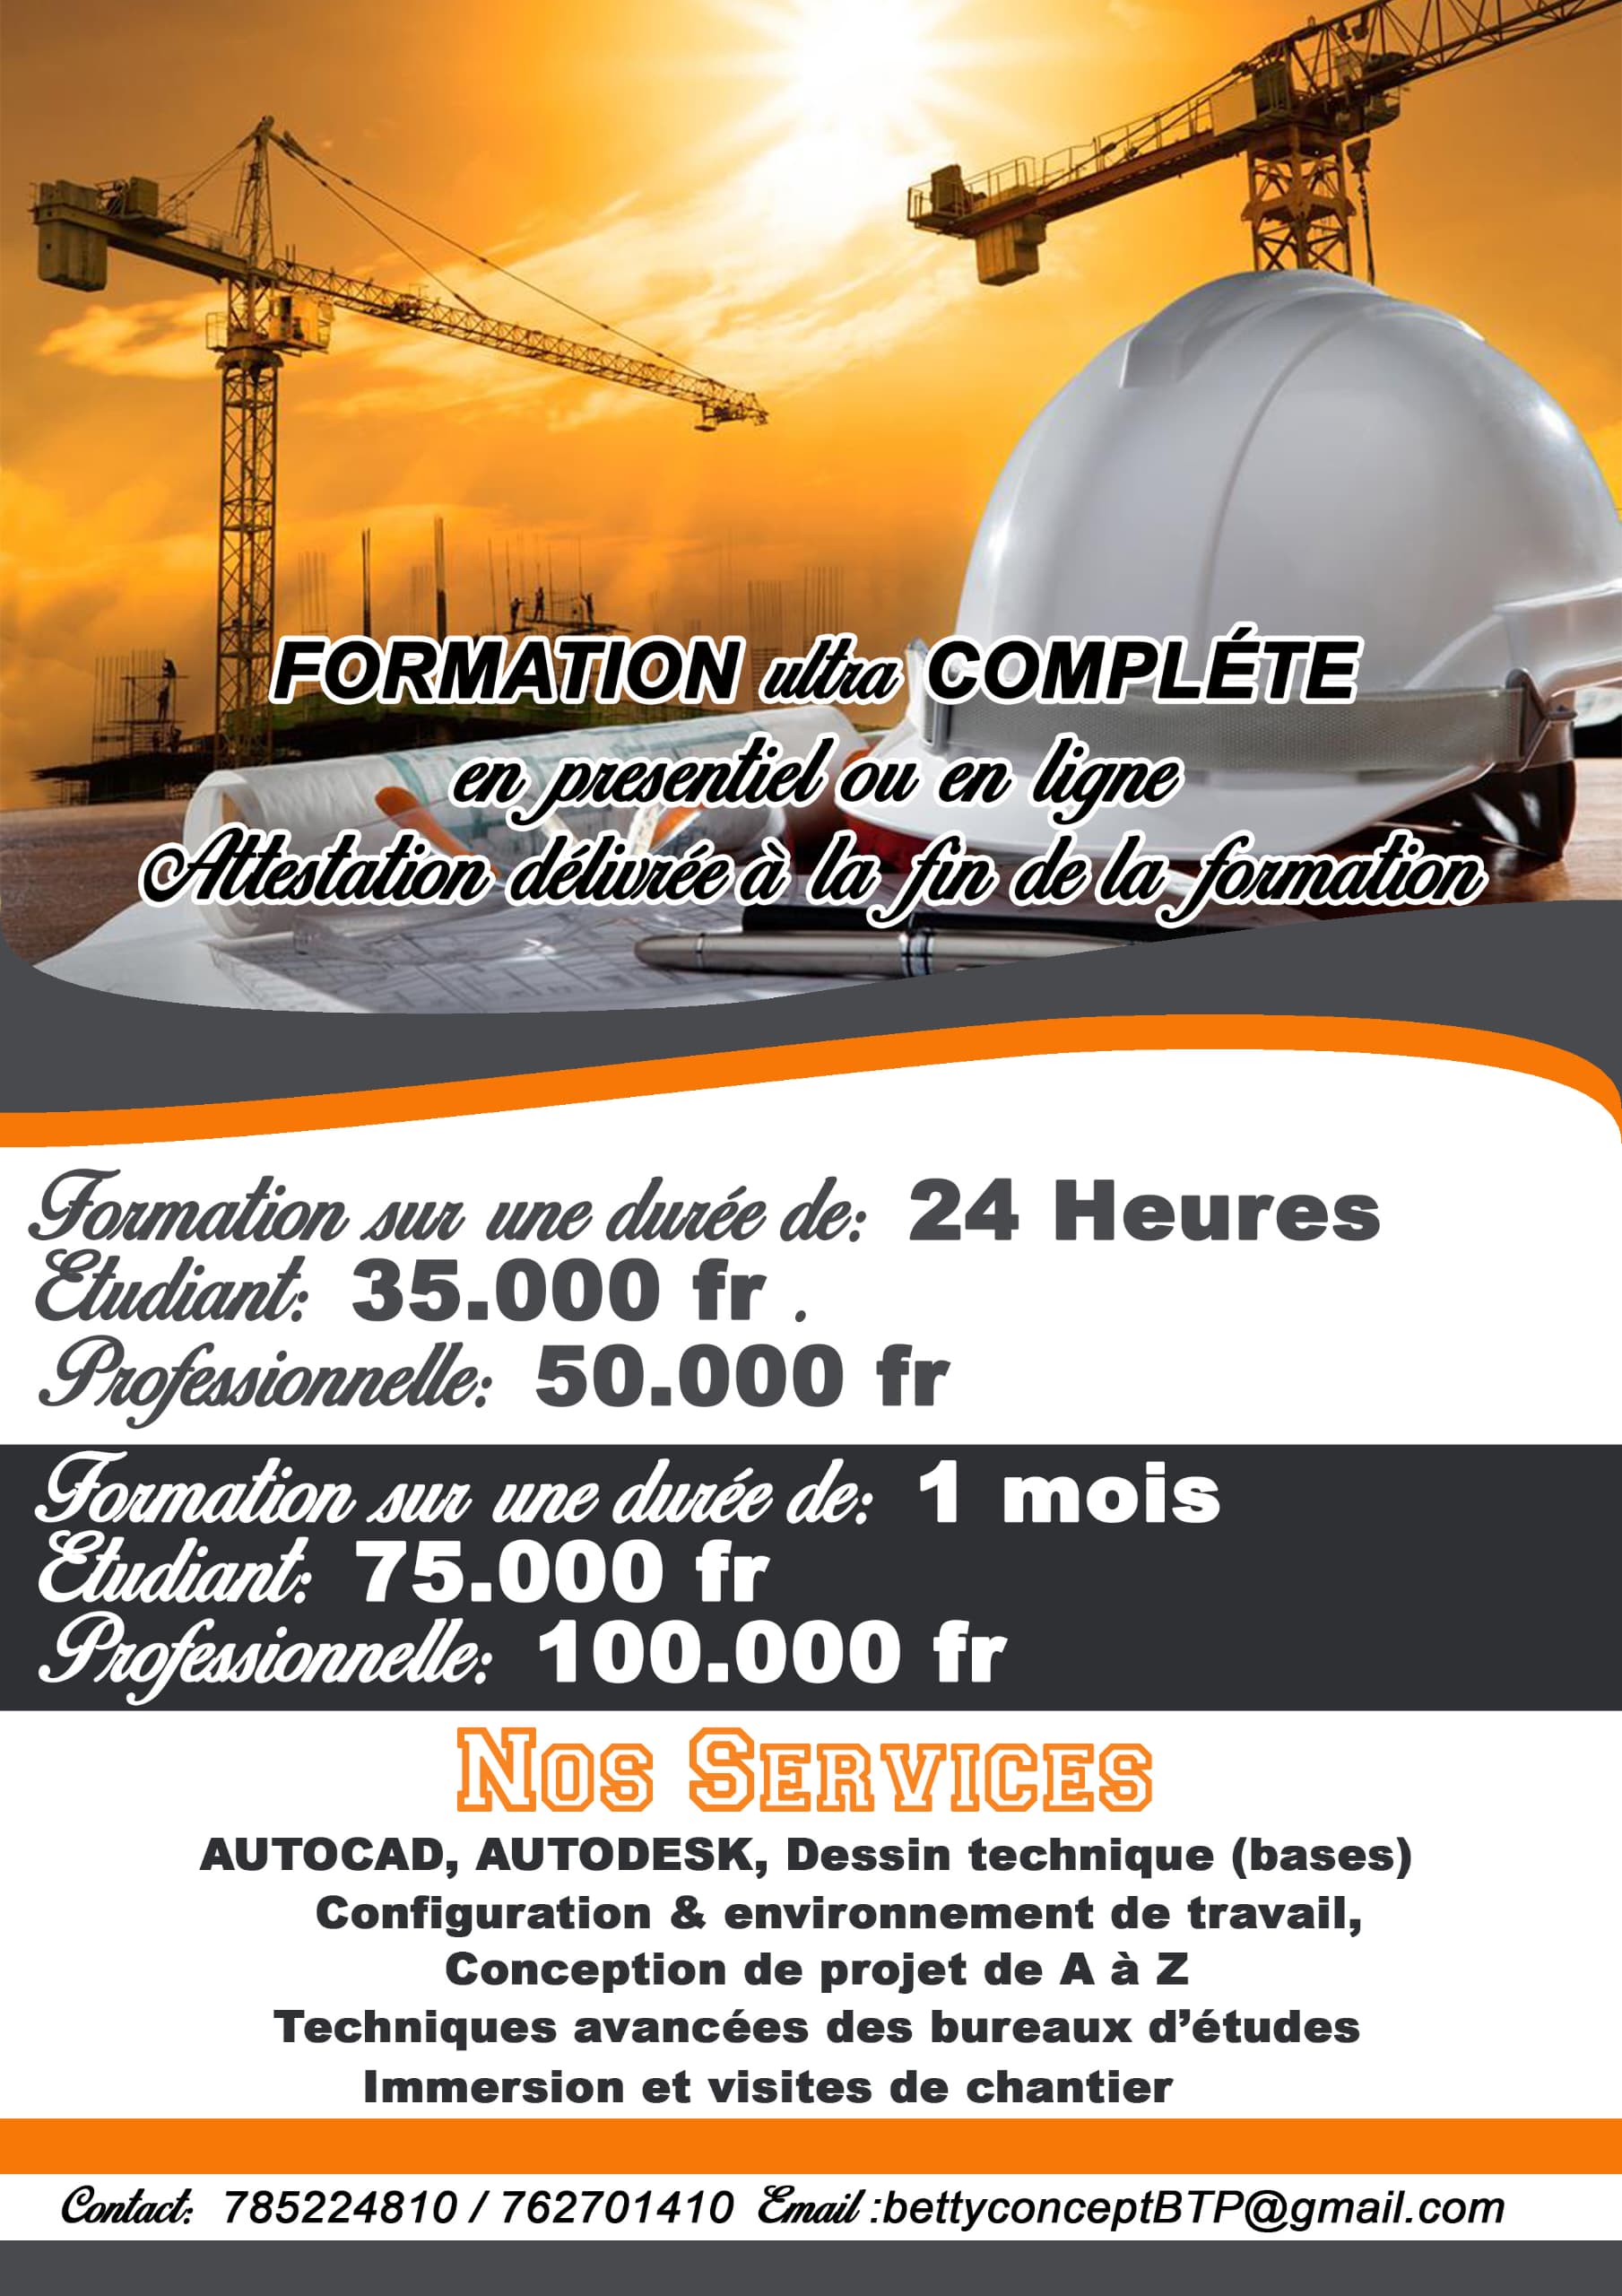 FORMATION ultra COMPLÉTE
en presentiel ou en ligne
Attestation délivrée à la fin de la formation
Formation sur une durée de: 24 Heures
Etudiant: 35.000 fr .
Professionnelle: 50.000 fr
Formation sur une durée de: 1 mois
Etudiant: 75.000 fr
Professionnelle: 100.000 fr
Nos Services
AUTOCAD, AUTODESK, Dessin technique (bases)
Configuration & environnement de travail,
Conception de projet de A à Z
Techniques avancées des bureaux d’études
Immersion et visites de chantier
Contact: 785224810 / 762701410 Email :bettyconceptBTP@gmail.com